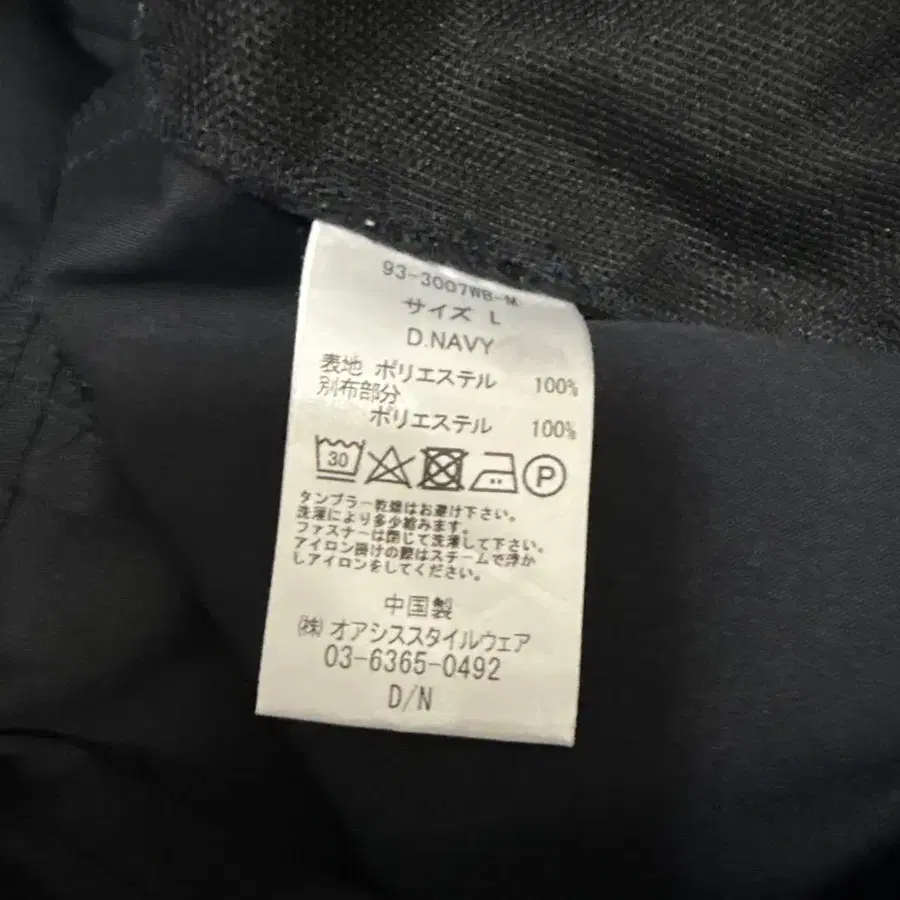 93-3007WB-M
サイズ L
D.NAVY
表地 ポリエステル 100%
別布部分
ポリエステル 100%
30 P
タンブラー乾燥はお避け下さい。
洗濯により多少縮みます。
ファスナーは閉じて洗濯して下さい。
アイロン掛けの際はスチームで浮か
しアイロンをしてください。
中国製
㈱ オアシススタイルウェア
03-6365-0492
D/N